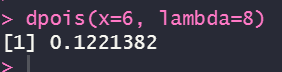 > dpois(x=6, lambda=8)
[1] 0.1221382
>